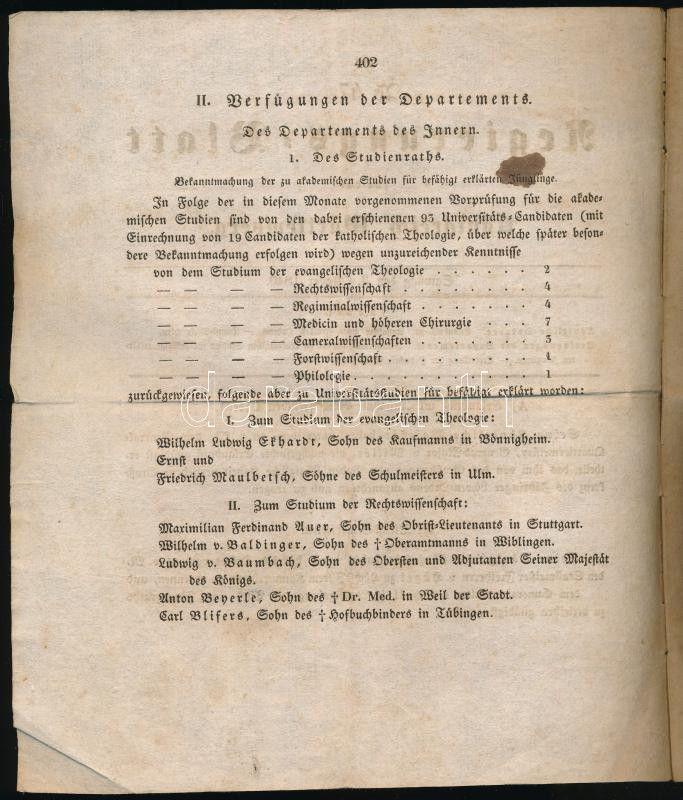 402
II. Verfügungen der Departements.
Des Departements des Innern.
1. Des Studienraths.
Bekanntmachung der zu akademischen Studien für befähigt erklärten Jünglinge.
In Folge der in diesem Monate vorgenommenen Vorprüfung für die akade-
mischen Studien sind von den dabei erschienenen 93 Universitäts-Candidaten (mit
Einrechnung von 19 Candidaten der katholischen Theologie, über welche später beson-
dere Bekanntmachung erfolgen wird) wegen unzureichender Kenntnisse
von dem Studium der evangelischen Theologie . . . . . . . 2
— — — — Rechtswissenschaft . . . . . . . . 4
— — — — Regiminalwissenschaft . . . . . . . 4
— — — — Medicin und höheren Chirurgie . . . 7
— — — — Cameralwissenschaften . . . . . . . 3
— — — — Forstwissenschaft . . . . . . . . . 1
— — — — Philologie . . . . . . . . . . . 1
zurückgewiesen, folgende aber zu Universitätsstudien für befähigt erklärt worden:
I. Zum Studium der evangelischen Theologie:
Wilhelm Ludwig Ekhardt, Sohn des Kaufmanns in Bönnigheim.
Ernst und
Friedrich Maulbetsch, Söhne des Schulmeisters in Ulm.
II. Zum Studium der Rechtswissenschaft:
Maximilian Ferdinand Auer, Sohn des Obrist-Lieutenants in Stuttgart.
Wilhelm v. Baldinger, Sohn des † Oberamtmanns in Wiblingen.
Ludwig v. Baumbach, Sohn des Obersten und Adjutanten Seiner Majestät
des Königs.
Anton Beyerle, Sohn des † Dr. Med. in Weil der Stadt.
Carl Blifers, Sohn des † Hofbuchbinders in Tübingen.
darabanth